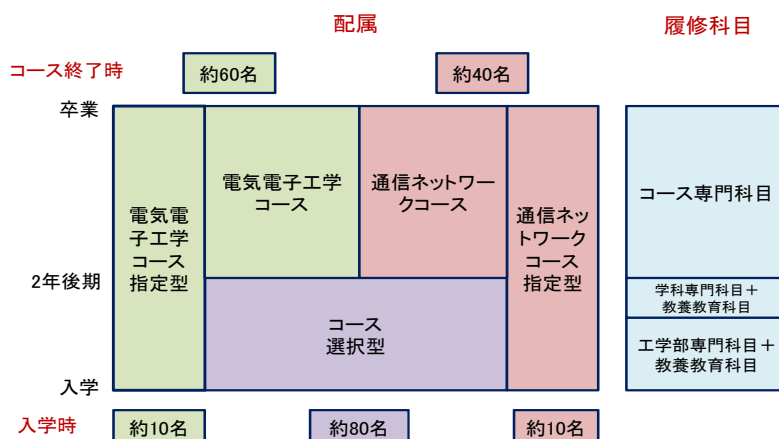 配属
履修科目
コース終了時
約60名
約40名
卒業
電気電
子工学
コース
指定型
電気電子工学
コース
通信ネットワー
クコース
通信ネッ
トワーク
コース
指定型
コース専門科目
2年後期
コース
選択型
学科専門科目＋
教養教育科目
工学部専門科目＋
教養教育科目
入学
入学時
約10名
約80名
約10名